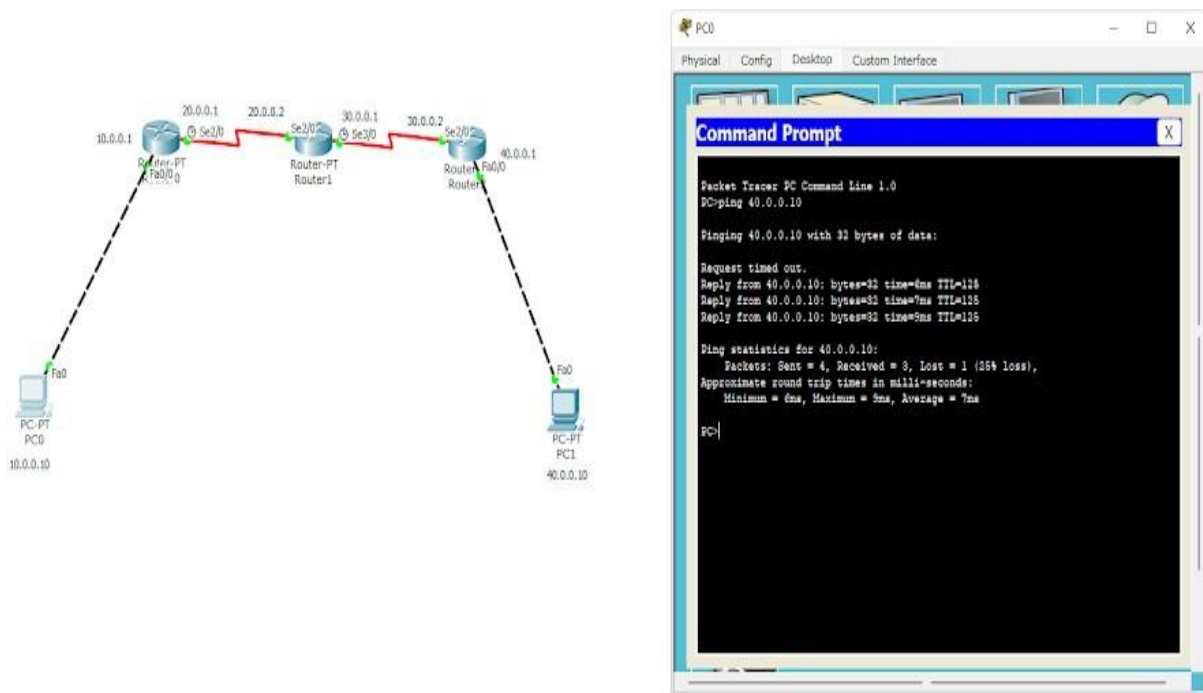 20.0.0.1
20.0.0.2
30.0.0.1
30.0.0.2
10.0.0.1
Se2/0
Se2/0
Se3/0
Se2/0
40.0.0.1
Router-PT
Fa0/0
Router-PT
Router1
Fa0/0
Fa0
PC-PT
PC0
10.0.0.10
Fa0
PC-PT
PC1
40.0.0.10
PC0
Physical Config Desktop Custom Interface
Command Prompt
X
Packet Tracer PC Command Line 1.0
PC>ping 40.0.0.10
Pinging 40.0.0.10 with 32 bytes of data:
Request timed out.
Reply from 40.0.0.10: bytes=32 time=6ms TTL=125
Reply from 40.0.0.10: bytes=32 time=7ms TTL=125
Reply from 40.0.0.10: bytes=32 time=9ms TTL=125
Ping statistics for 40.0.0.10:
Packets: Sent = 4, Received = 3, Lost = 1 (25% loss),
Approximate round trip times in milli-seconds:
Minimum = 6ms, Maximum = 9ms, Average = 7ms
PC>